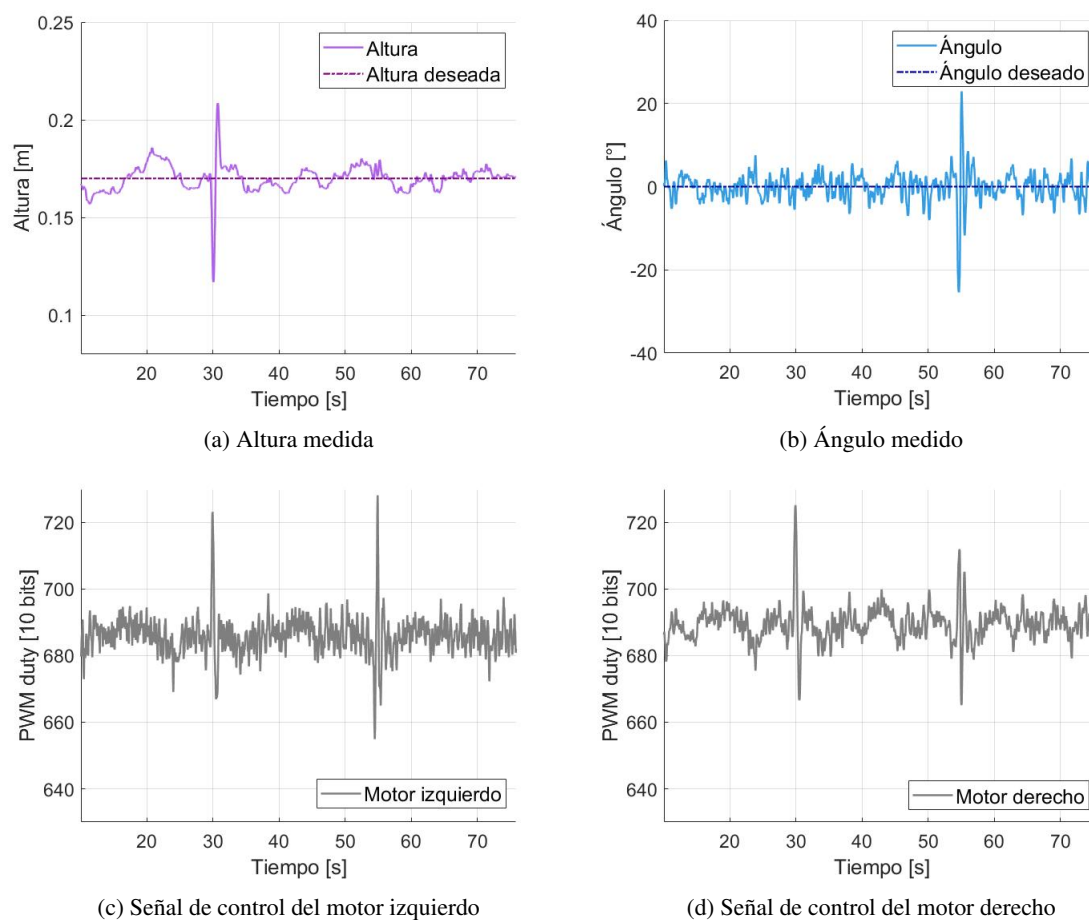 0.25
0.2
0.15
0.1
Altura [m]
Altura
Altura deseada
20 30 40 50 60 70
Tiempo [s]
(a) Altura medida
40
20
0
-20
-40
Ángulo [°]
Ángulo
Ángulo deseado
20 30 40 50 60 70
Tiempo [s]
(b) Ángulo medido
720
700
680
660
640
PWM duty [10 bits]
Motor izquierdo
20 30 40 50 60 70
Tiempo [s]
(c) Señal de control del motor izquierdo
720
700
680
660
640
PWM duty [10 bits]
Motor derecho
20 30 40 50 60 70
Tiempo [s]
(d) Señal de control del motor derecho